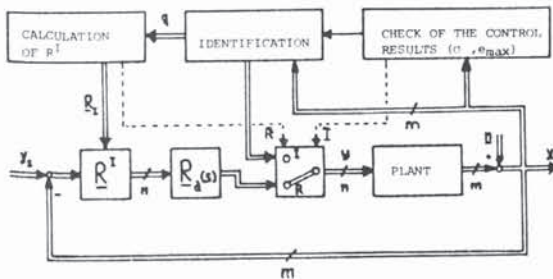 CALCULATION
OF R^I
q
IDENTIFICATION
CHECK OF THE CONTROL
RESULTS (σ ,e_max)
R_I
m
R
I
y_s
-
R^I
n
R_d(s)
I
R
n
PLANT
m
D
m